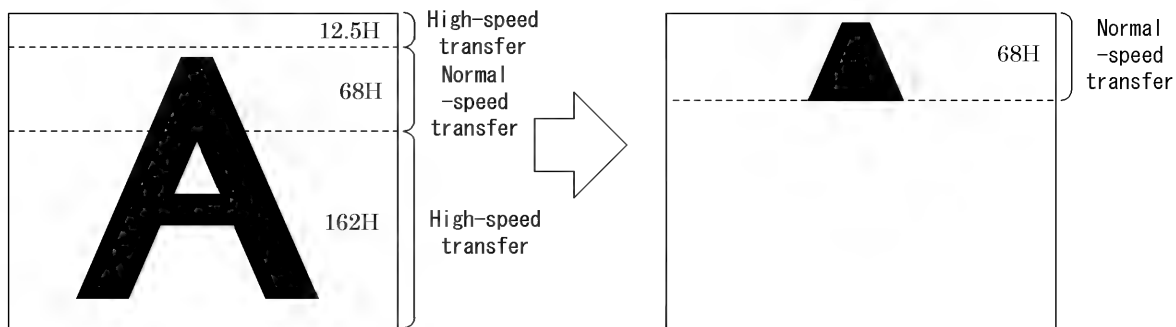 12.5H
High-speed
transfer
68H
Normal
-speed
transfer
162H
High-speed
transfer
A
68H
Normal
-speed
transfer